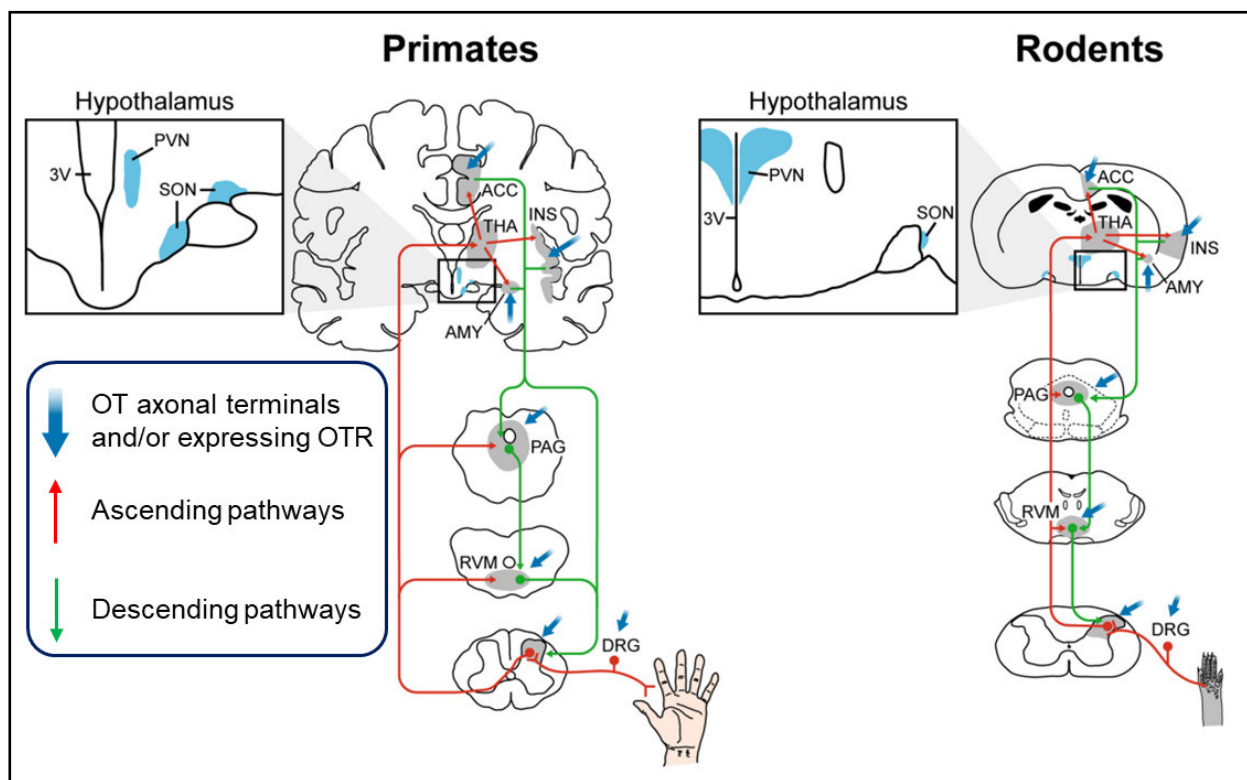 Primates
Hypothalamus
PVN
3V
SON
ACC
THA
INS
AMY
PAG
RVM
DRG
Rodents
Hypothalamus
PVN
3V
SON
ACC
THA
INS
AMY
PAG
RVM
DRG
OT axonal terminals
and/or expressing OTR
Ascending pathways
Descending pathways